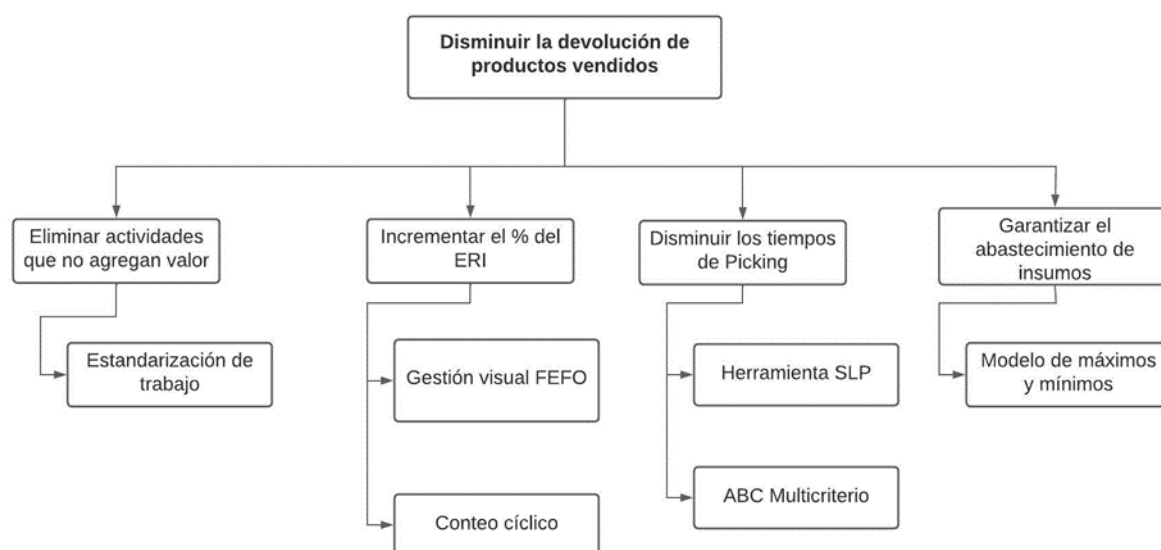 Disminuir la devolución de
productos vendidos
Eliminar actividades
que no agregan valor
Incrementar el % del
ERI
Disminuir los tiempos
de Picking
Garantizar el
abastecimiento de
insumos
Estandarización de
trabajo
Gestión visual FEFO
Herramienta SLP
Modelo de máximos
y mínimos
Conteo cíclico
ABC Multicriterio